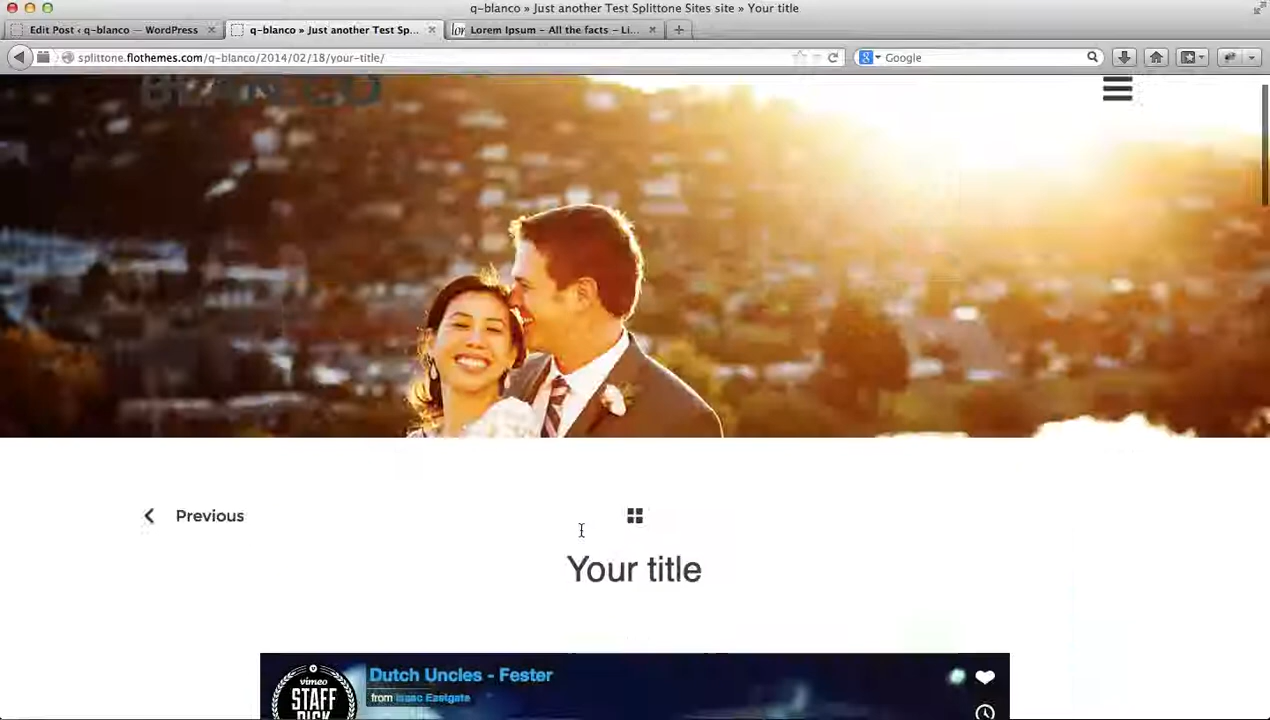 q-blanco » Just another Test Splittone Sites site » Your title
Edit Post ‹ q-blanco — WordPress
q-blanco » Just another Test Sp...
Lorem Ipsum - All the facts - Li...
splittone.flothemes.com/q-blanco/2014/02/18/your-title/
Google
BLANCO
Previous
Your title
vimeo
STAFF
PICK
Dutch Uncles - Fester
from Isaac Eastgate